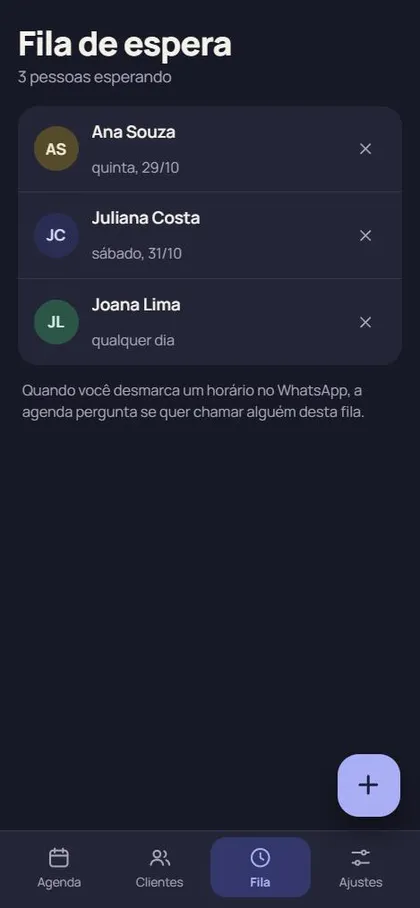 Fila de espera
3 pessoas esperando
AS
Ana Souza
quinta, 29/10
JC
Juliana Costa
sábado, 31/10
JL
Joana Lima
qualquer dia
Quando você desmarca um horário no WhatsApp, a
agenda pergunta se quer chamar alguém desta fila.
Agenda
Clientes
Fila
Ajustes